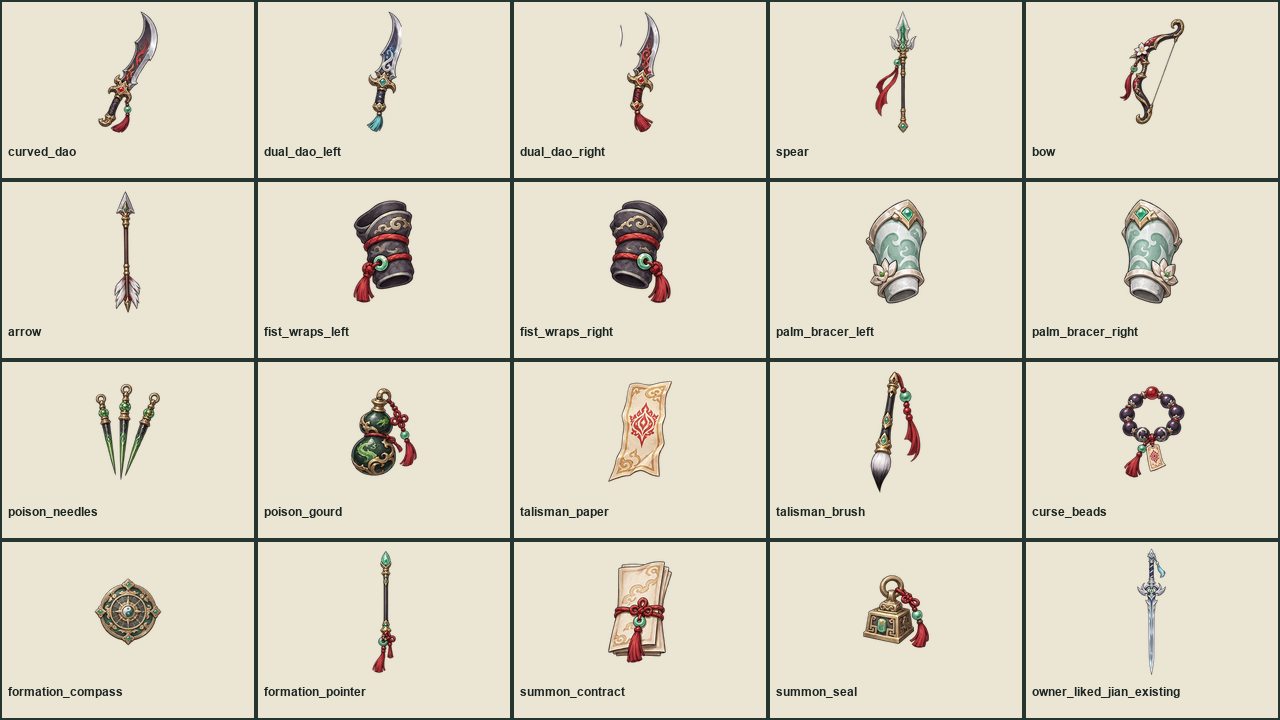 curved_dao
dual_dao_left
dual_dao_right
spear
bow
arrow
fist_wraps_left
fist_wraps_right
palm_bracer_left
palm_bracer_right
poison_needles
poison_gourd
talisman_paper
talisman_brush
curse_beads
formation_compass
formation_pointer
summon_contract
summon_seal
owner_liked_jian_existing